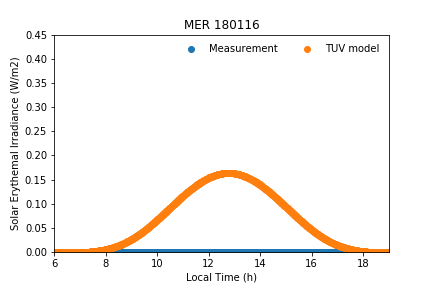 MER 180116
Measurement
TUV model
Solar Erythemal Irradiance (W/m2)
0.45
0.40
0.35
0.30
0.25
0.20
0.15
0.10
0.05
0.00
6 8 10 12 14 16 18
Local Time (h)